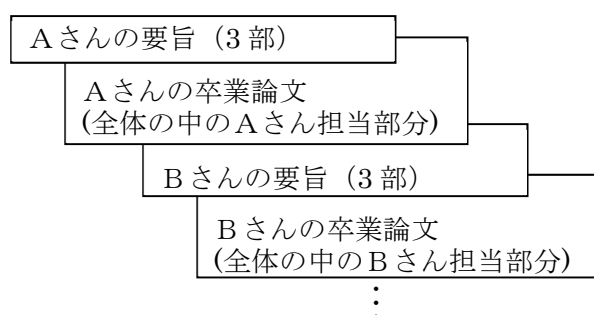 Ａさんの要旨（3 部）
Ａさんの卒業論文
(全体の中のＡさん担当部分)
Ｂさんの要旨（3 部）
Ｂさんの卒業論文
(全体の中のＢさん担当部分)
：